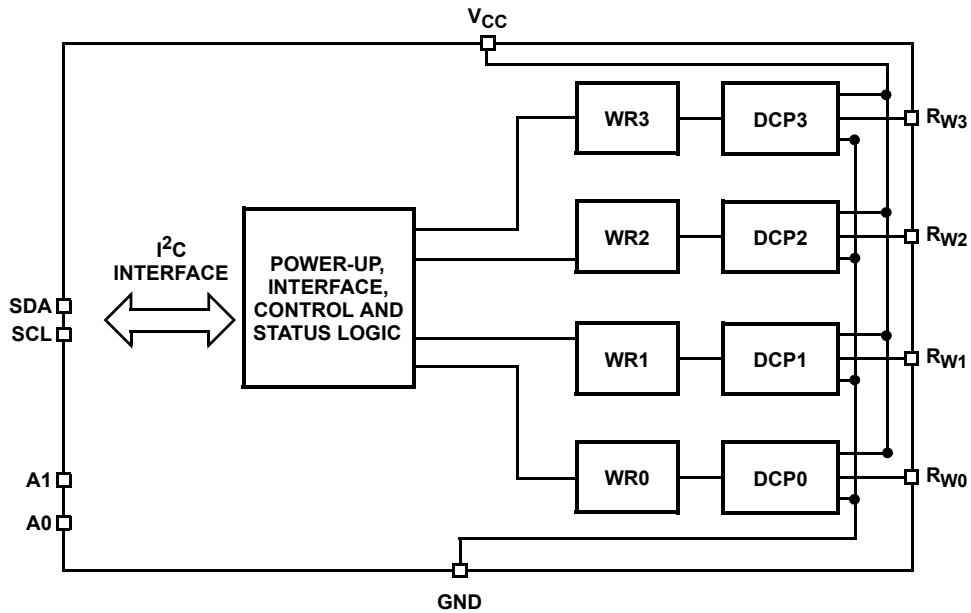 VCC
WR3
DCP3
RW3
I2C
INTERFACE
POWER-UP,
INTERFACE,
CONTROL AND
STATUS LOGIC
WR2
DCP2
RW2
SDA
SCL
WR1
DCP1
RW1
A1
A0
WR0
DCP0
RW0
GND